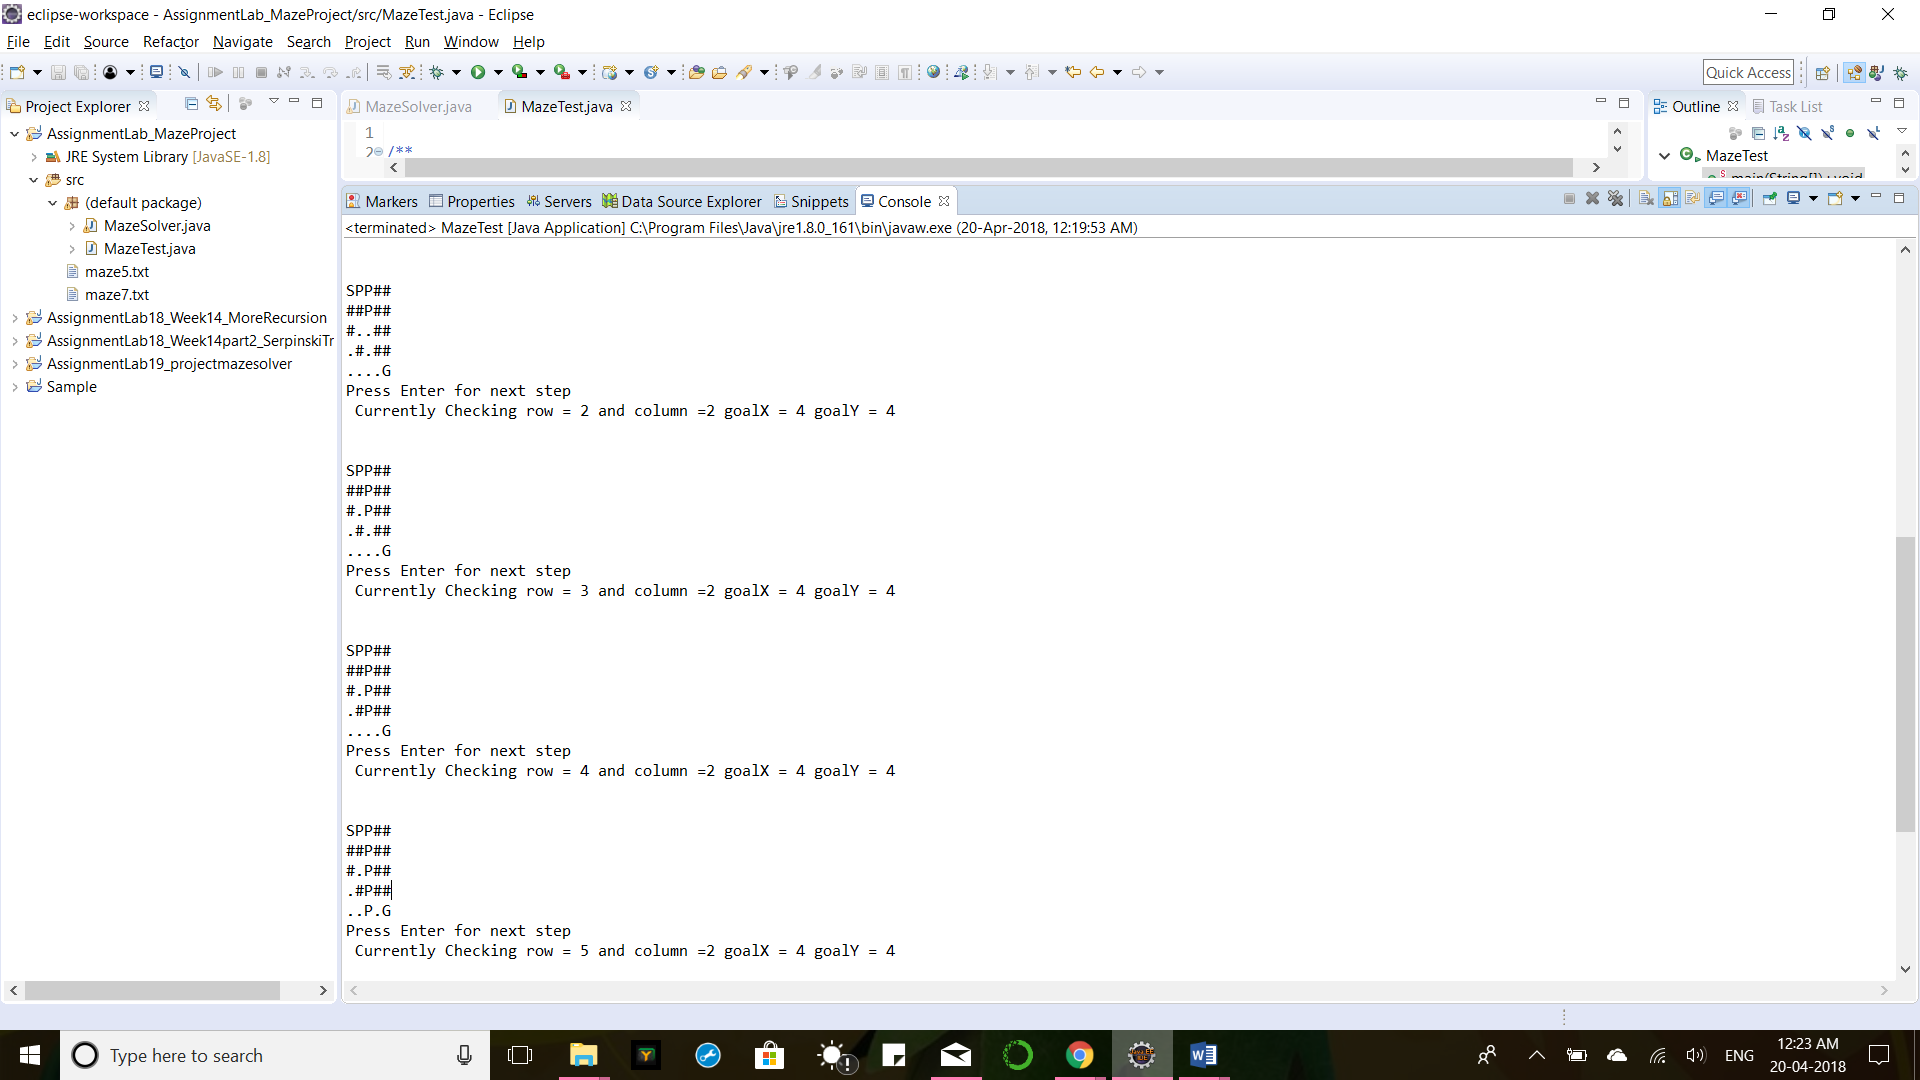 eclipse-workspace - AssignmentLab_MazeProject/src/MazeTest.java - Eclipse
File Edit Source Refactor Navigate Search Project Run Window Help
Quick Access
Project Explorer
MazeSolver.java MazeTest.java
Outline Task List
AssignmentLab_MazeProject
JRE System Library [JavaSE-1.8]
src
(default package)
MazeSolver.java
MazeTest.java
maze5.txt
maze7.txt
AssignmentLab18_Week14_MoreRecursion
AssignmentLab18_Week14part2_SerpinskiTr
AssignmentLab19_projectmazesolver
Sample
1
2 /**
MazeTest
main(String[]) : void
Markers Properties Servers Data Source Explorer Snippets Console
<terminated> MazeTest [Java Application] C:\Program Files\Java\jre1.8.0_161\bin\javaw.exe (20-Apr-2018, 12:19:53 AM)
SPP##
##P##
#..##
.#.##
....G
Press Enter for next step
Currently Checking row = 2 and column =2 goalX = 4 goalY = 4
SPP##
##P##
#.P##
.#.##
....G
Press Enter for next step
Currently Checking row = 3 and column =2 goalX = 4 goalY = 4
SPP##
##P##
#.P##
.#P##
....G
Press Enter for next step
Currently Checking row = 4 and column =2 goalX = 4 goalY = 4
SPP##
##P##
#.P##
.#P##
..P.G
Press Enter for next step
Currently Checking row = 5 and column =2 goalX = 4 goalY = 4
Type here to search
ENG
12:23 AM
20-04-2018